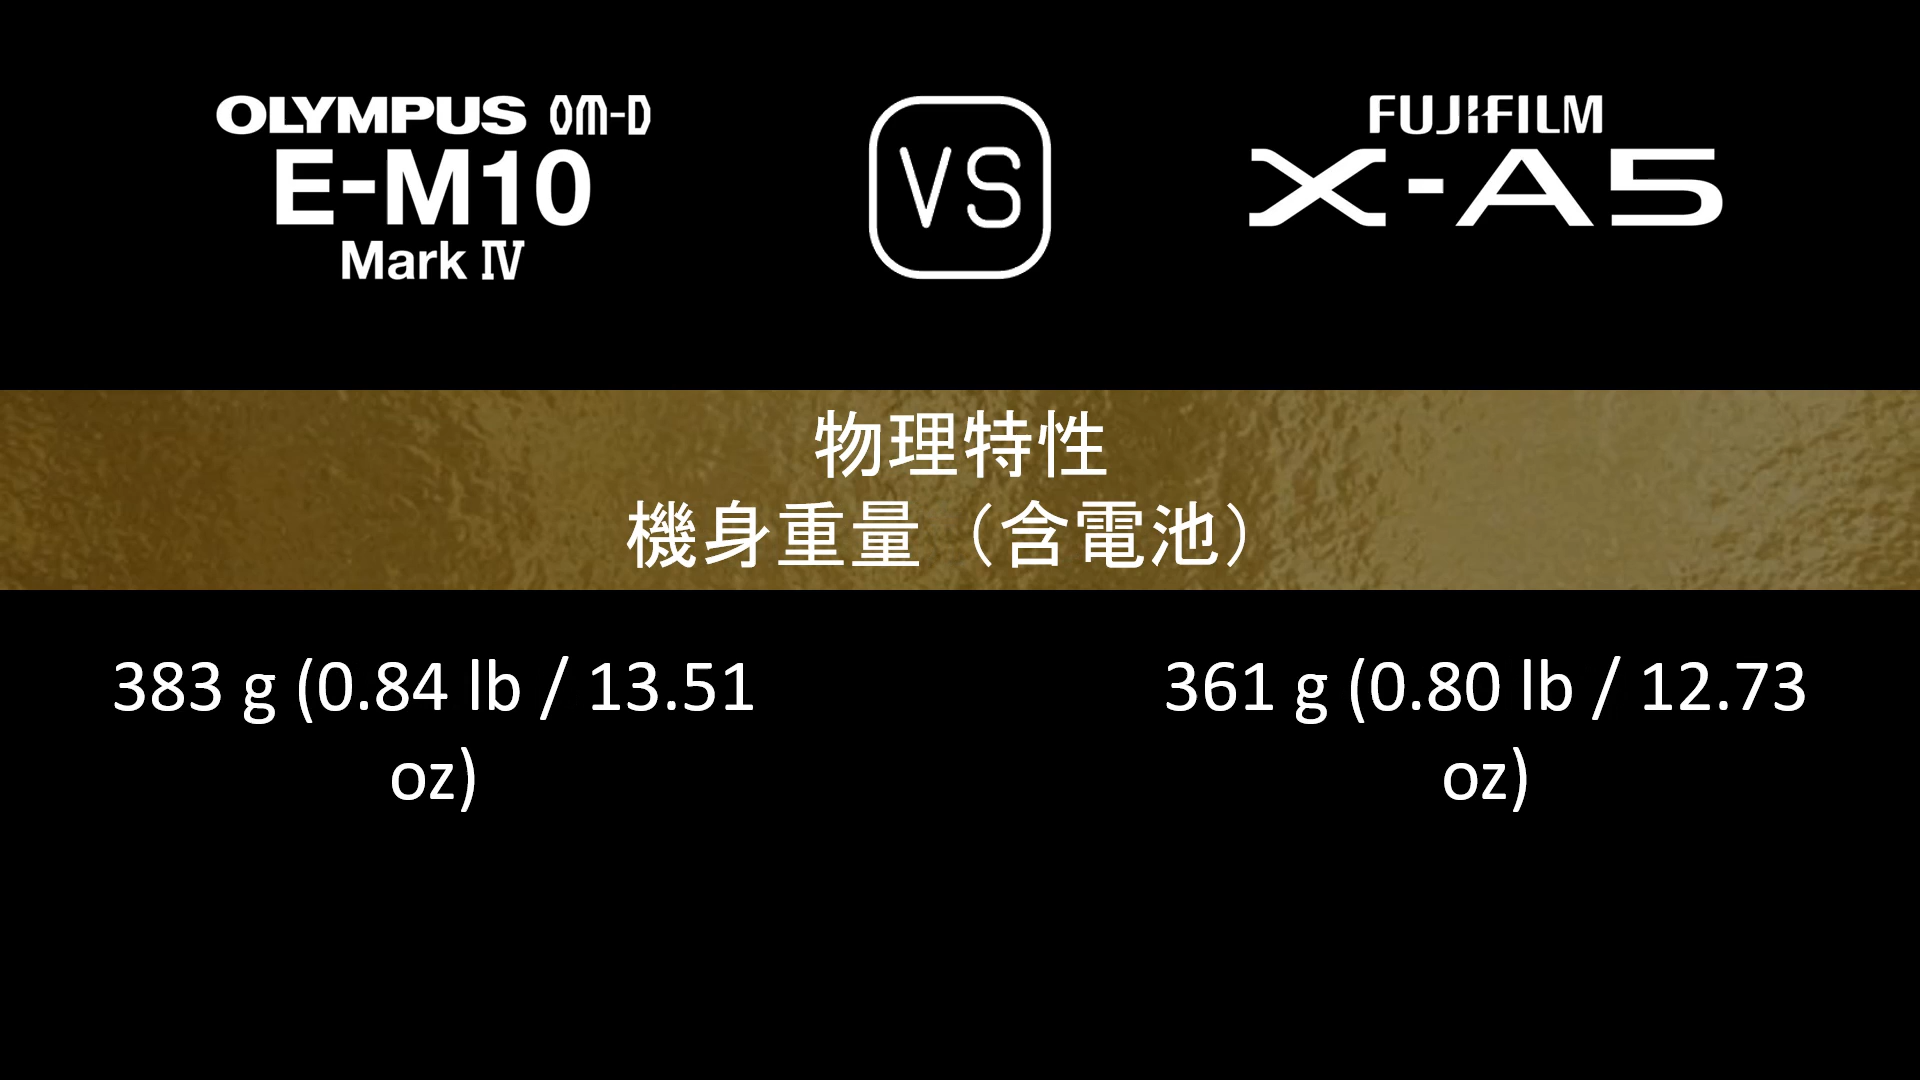 OLYMPUS OM-D
E-M10
Mark IV
VS
FUJIFILM
X-A5
物理特性
機身重量（含電池）
383 g (0.84 lb / 13.51
oz)
361 g (0.80 lb / 12.73
oz)